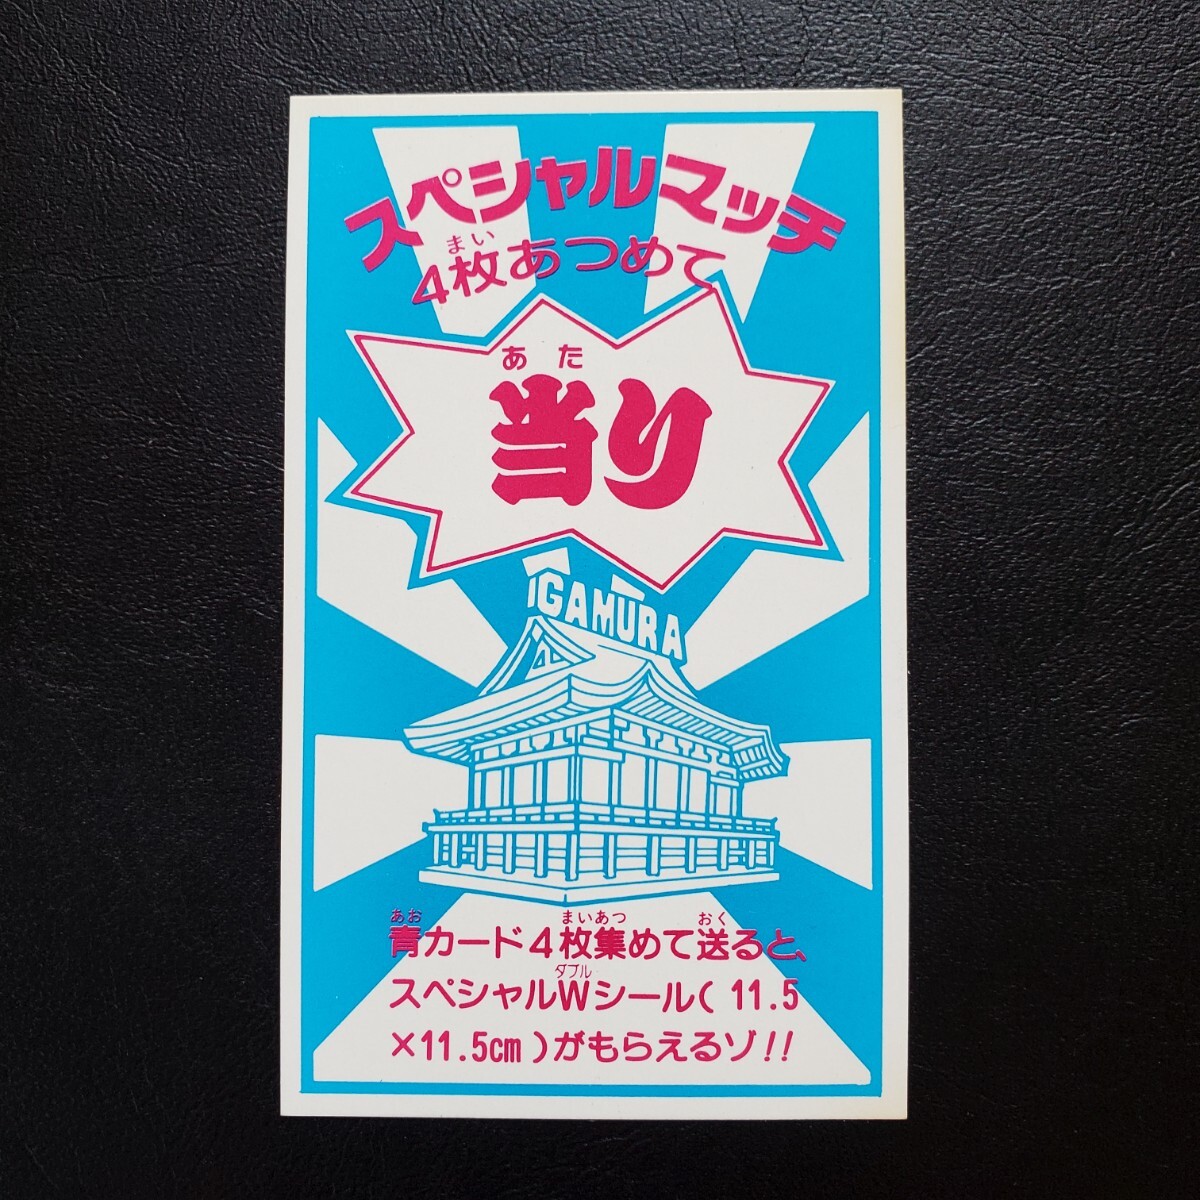 スペシャルマッチ
まい
4枚あつめて
あた
当り
IGAMURA
あお まいあつ おく
青カード4枚集めて送ると、
ダブル
スペシャルWシール( 11.5
×11.5cm )がもらえるゾ!!